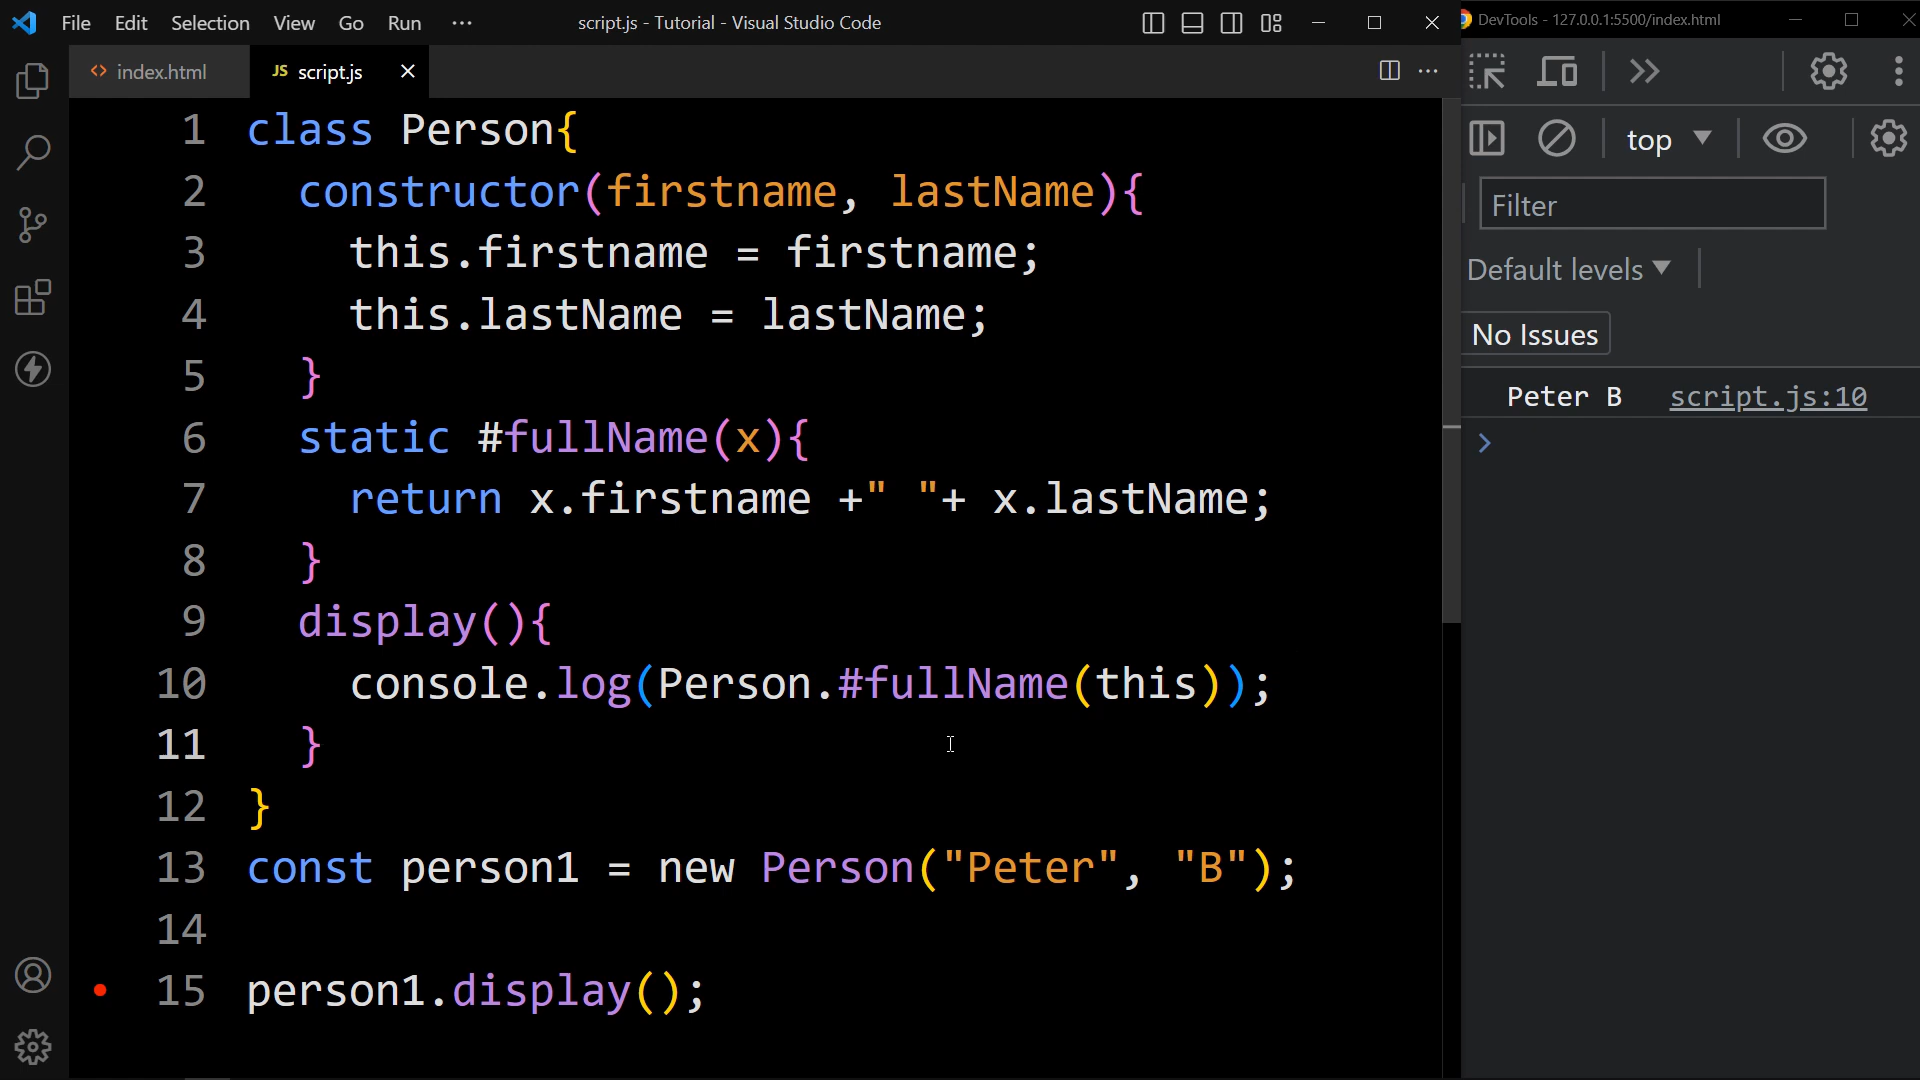 File Edit Selection View Go Run ··· script.js - Tutorial - Visual Studio Code
index.html JS script.js
1 class Person{
2 constructor(firstname, lastName){
3 this.firstname = firstname;
4 this.lastName = lastName;
5 }
6 static #fullName(x){
7 return x.firstname +" "+ x.lastName;
8 }
9 display(){
10 console.log(Person.#fullName(this));
11 }
12 }
13 const person1 = new Person("Peter", "B");
14
15 person1.display();
DevTools - 127.0.0.1:5500/index.html
top
Filter
Default levels
No Issues
Peter B script.js:10